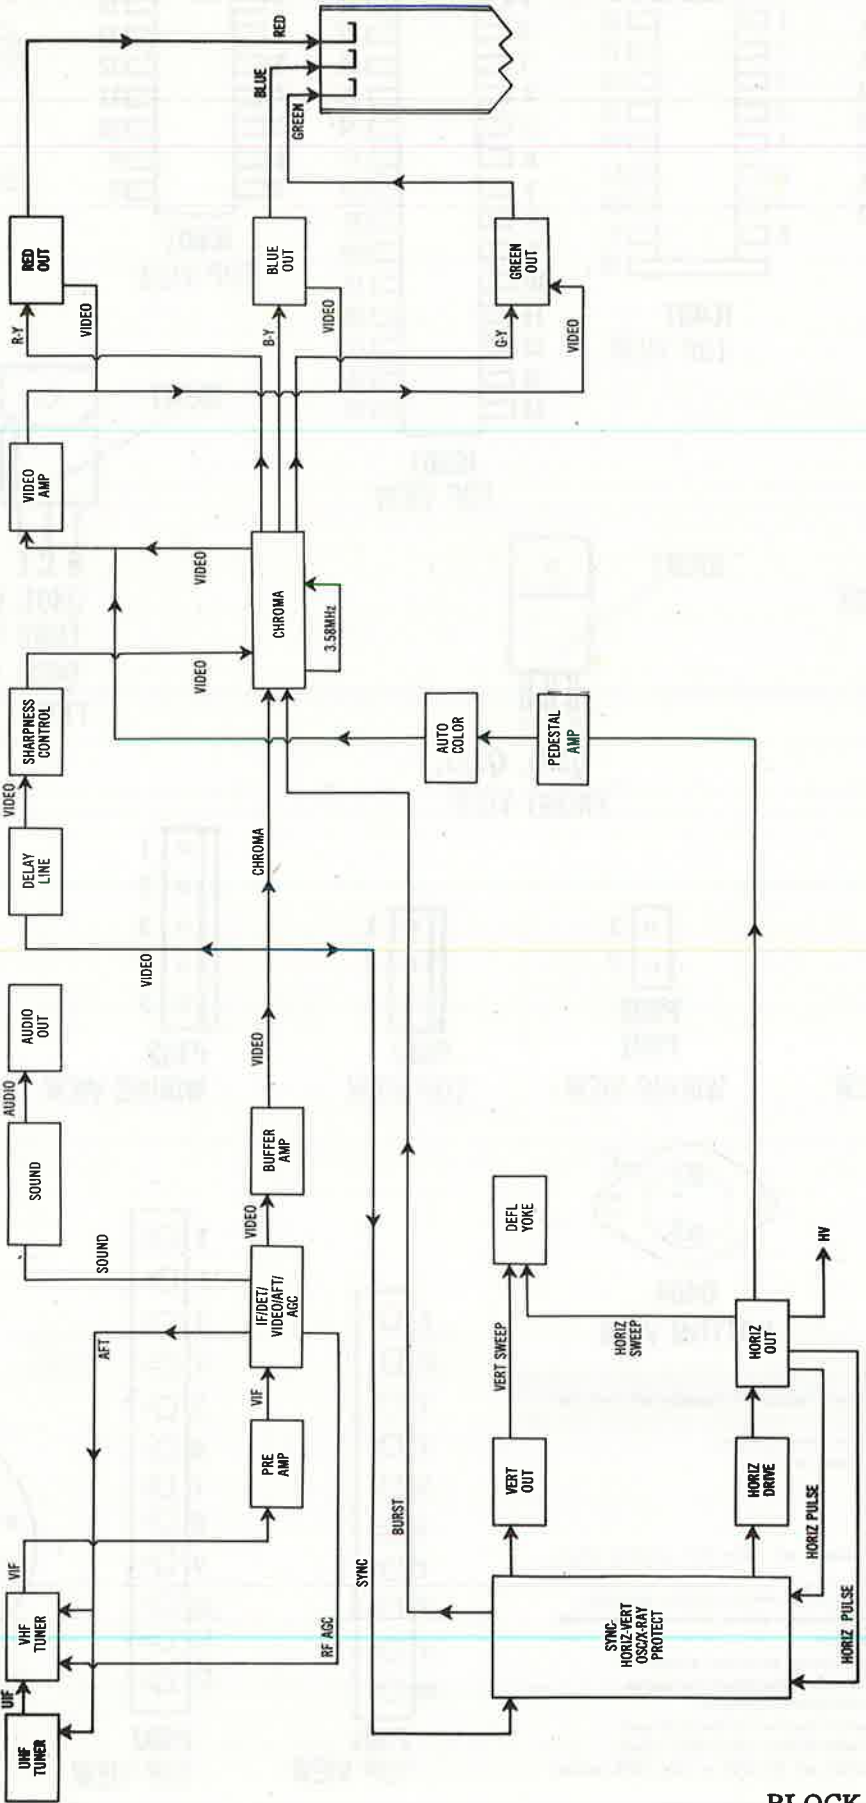 UHF
TUNER
UIF
VHF
TUNER
VIF
PRE
AMP
VIF
IF/DET/
VIDEO/AFT/
AGC
AFT
RF AGC
SOUND
SOUND
AUDIO
AUDIO
OUT
VIDEO
BUFFER
AMP
VIDEO
VIDEO
DELAY
LINE
VIDEO
SHARPNESS
CONTROL
VIDEO
CHROMA
CHROMA
3.58MHz
VIDEO
VIDEO
AMP
R-Y
VIDEO
RED
OUT
RED
B-Y
VIDEO
BLUE
OUT
BLUE
G-Y
VIDEO
GREEN
OUT
GREEN
SYNC
BURST
SYNC-
HORIZ-VERT
OSC/X-RAY
PROTECT
VERT
OUT
VERT SWEEP
DEFL
YOKE
HORIZ
SWEEP
HORIZ
DRIVE
HORIZ
OUT
HV
HORIZ PULSE
HORIZ PULSE
PEDESTAL
AMP
AUTO
COLOR
BLOCK